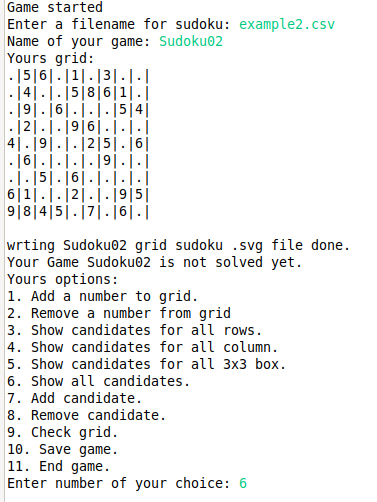 Game started
Enter a filename for sudoku: example2.csv
Name of your game: Sudoku02
Yours grid:
.|5|6|.|1|.|3|.|.|
.|4|.|.|5|8|6|1|.|
.|9|.|6|.|.|.|5|4|
.|2|.|.|9|6|.|.|.|
4|.|9|.|.|2|5|.|6|
.|6|.|.|.|.|9|.|.|
.|.|5|.|6|.|.|.|.|
6|1|.|.|2|.|.|9|5|
9|8|4|5|.|7|.|6|.|
wrting Sudoku02 grid sudoku .svg file done.
Your Game Sudoku02 is not solved yet.
Yours options:
1. Add a number to grid.
2. Remove a number from grid
3. Show candidates for all rows.
4. Show candidates for all column.
5. Show candidates for all 3x3 box.
6. Show all candidates.
7. Add candidate.
8. Remove candidate.
9. Check grid.
10. Save game.
11. End game.
Enter number of your choice: 6